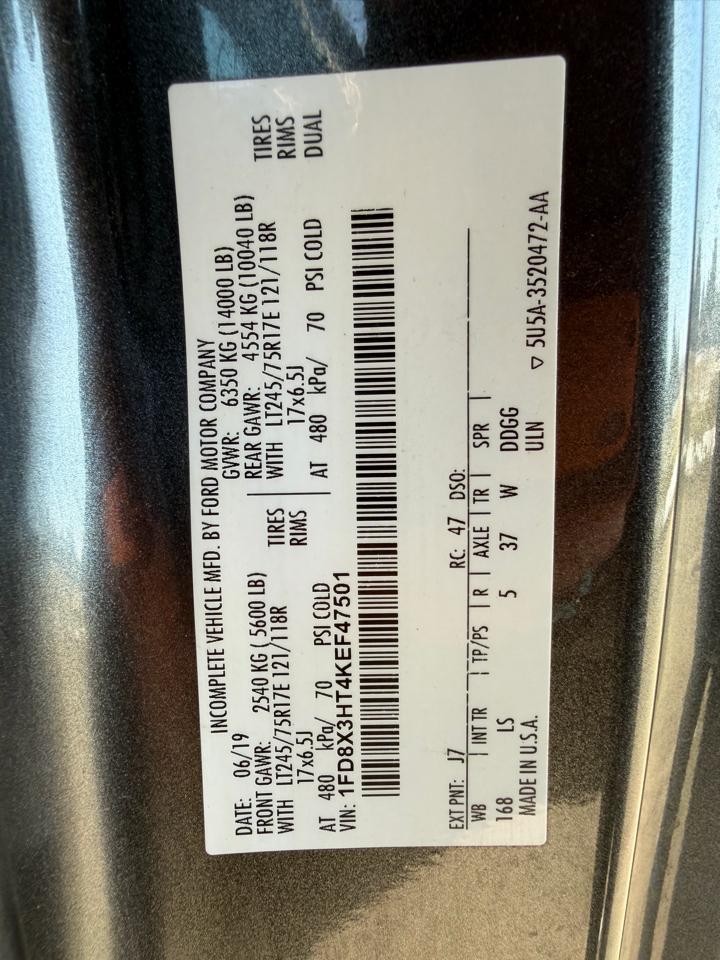 INCOMPLETE VEHICLE MFD. BY FORD MOTOR COMPANY
DATE: 06/19 GVWR: 6350 KG (14000 LB)
FRONT GAWR: 2540 KG ( 5600 LB) REAR GAWR: 4554 KG (10040 LB)
WITH LT245/75R17E 121/118R TIRES WITH LT245/75R17E 121/118R TIRES
17x6.5J RIMS 17x6.5J RIMS
AT 480 kPa/ 70 PSI COLD AT 480 kPa/ 70 PSI COLD DUAL
VIN: 1FD8X3HT4KEF47501
EXT PNT: J7 RC: 47 DSO:
WB | INT TR | TP/PS | R | AXLE | TR | SPR |
168 LS 5 37 W DDGG
MADE IN U.S.A. ULN
▽ 5U5A-3520472-AA